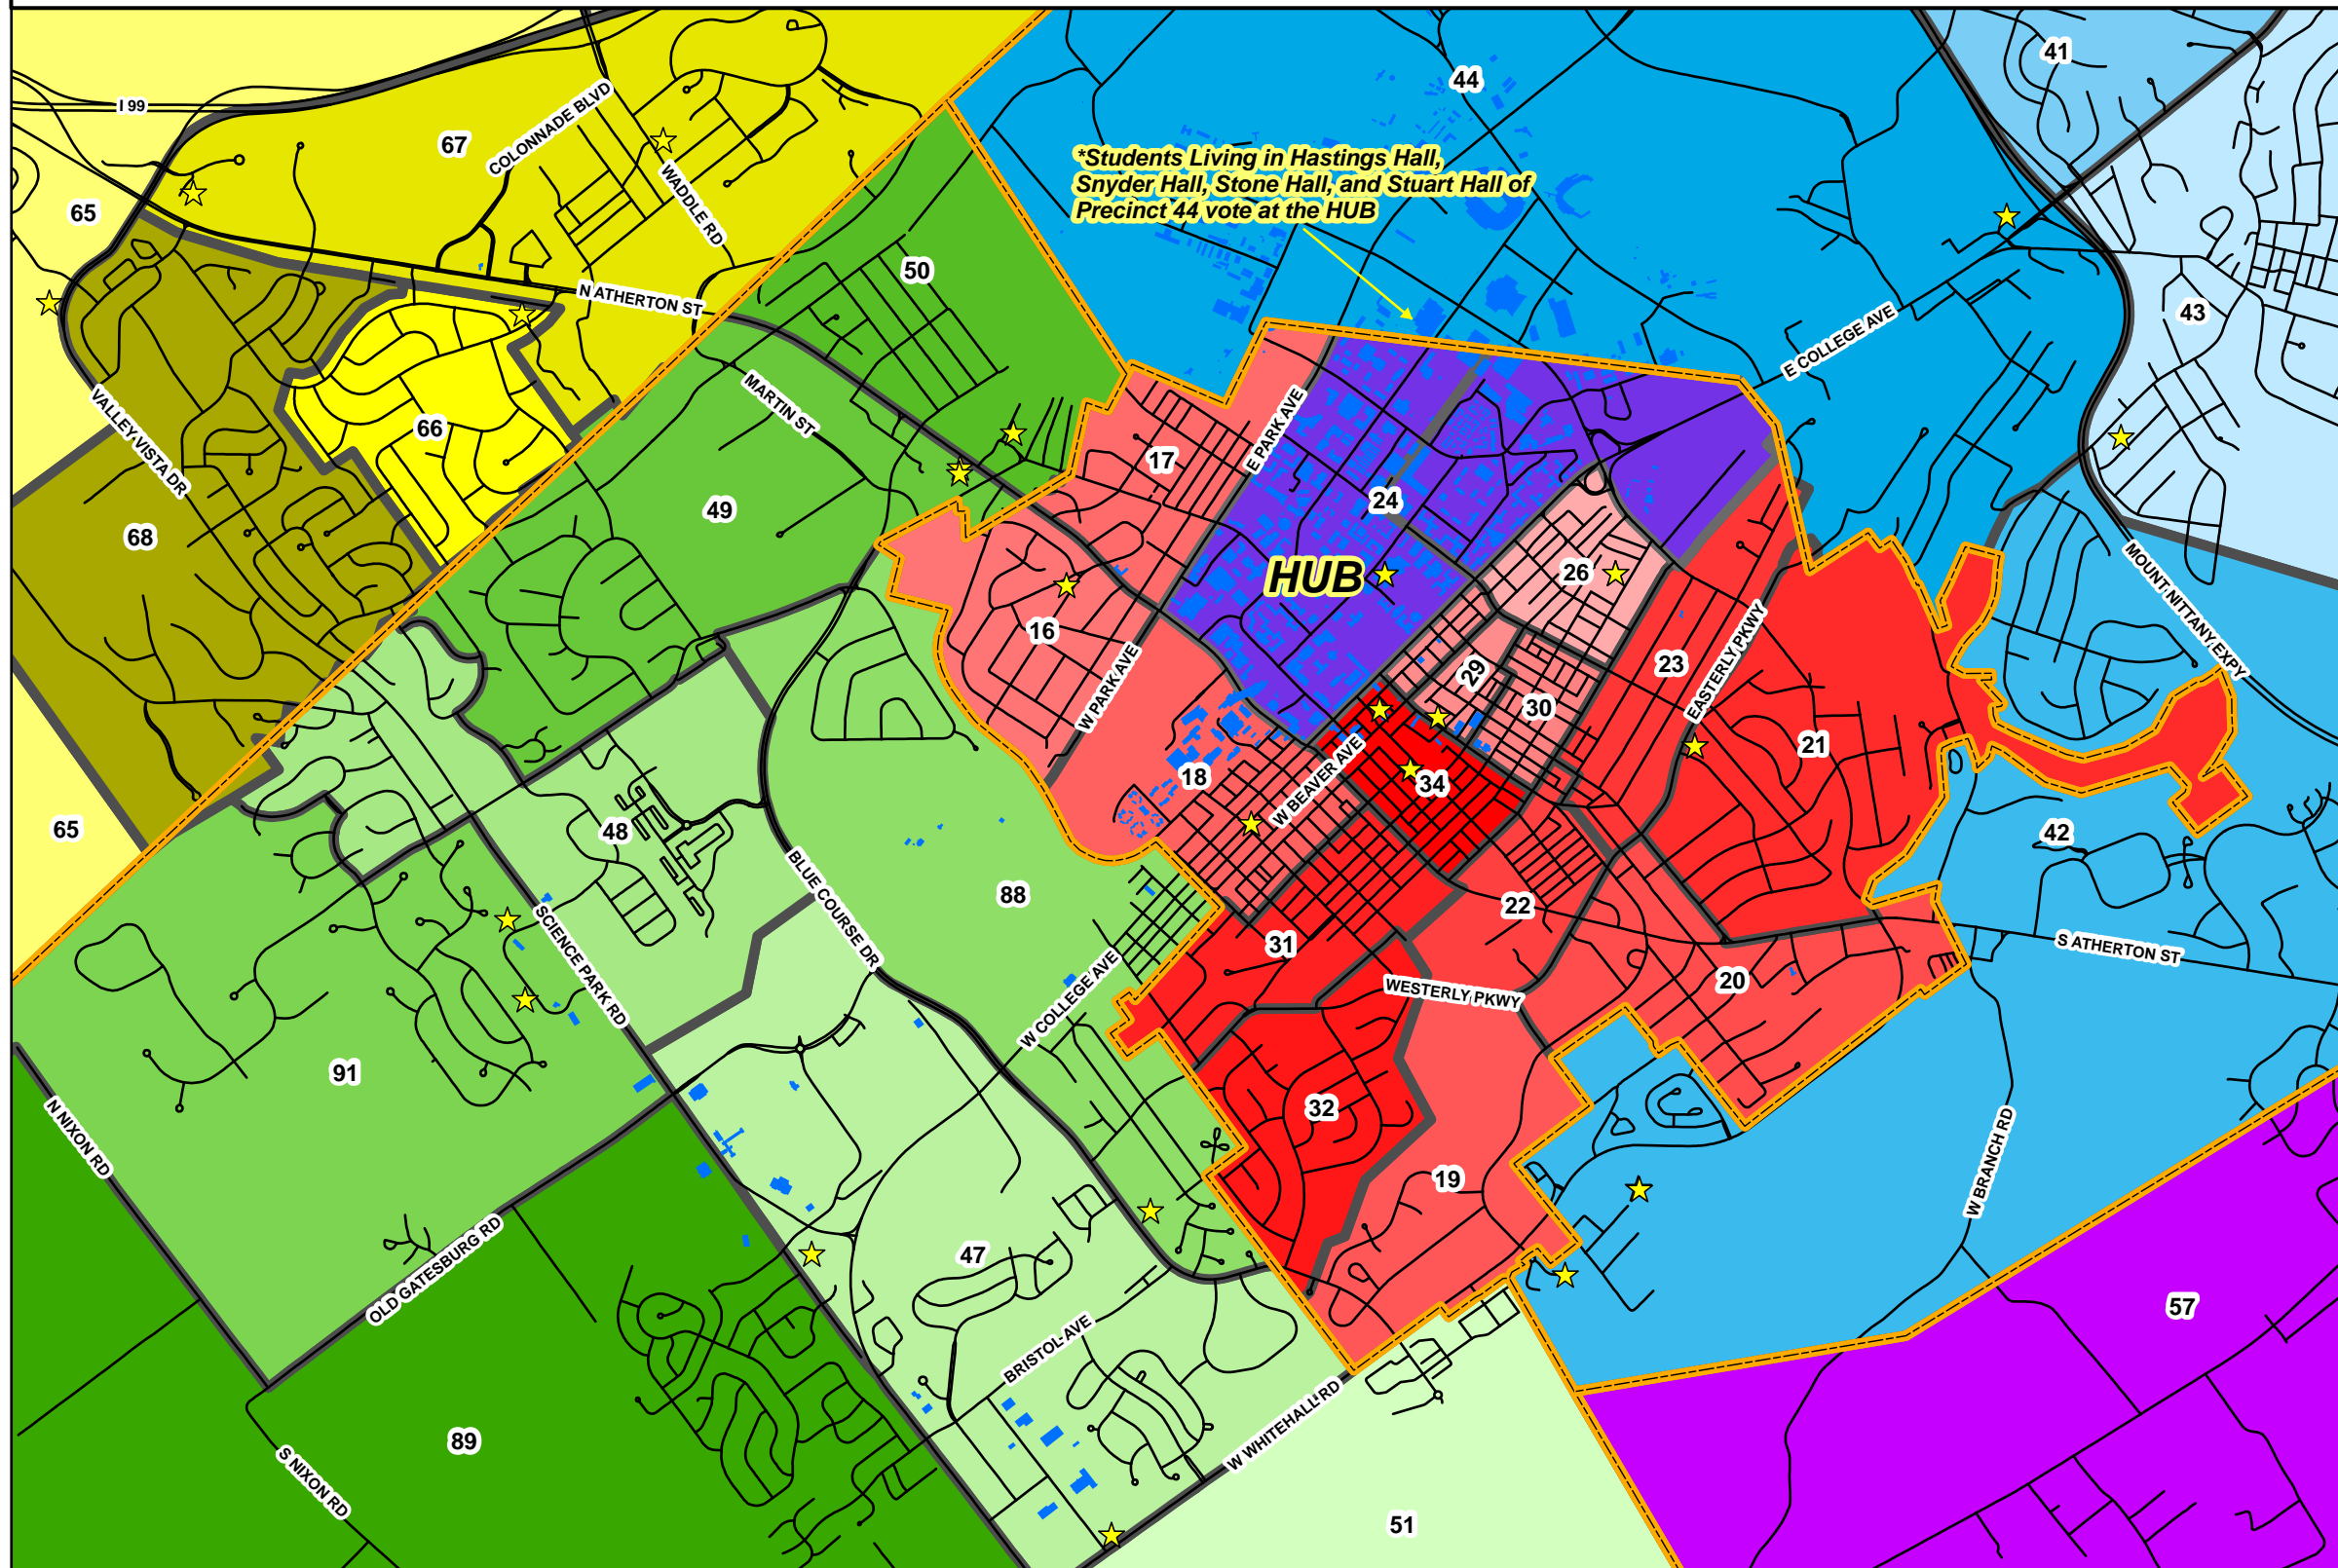 41
44
I 99
COLONNADE BLVD
67
*Students Living in Hastings Hall,
Snyder Hall, Stone Hall, and Stuart Hall of
Precinct 44 vote at the HUB
WADDLE RD
65
50
N ATHERTON ST
43
E COLLEGE AVE
MARTIN ST
VALLEY VISTA DR
66
E PARK AVE
17
24
49
68
HUB
26
MOUNT NITTANY EXPY
16
W PARK AVE
29
23
EASTERLY PKWY
30
21
18
W BEAVER AVE
34
65
48
42
BLUE COURSE DR
88
22
SCIENCE PARK RD
31
S ATHERTON ST
W COLLEGE AVE
WESTERLY PKWY
20
91
N NIXON RD
32
W BRANCH RD
19
OLD GATESBURG RD
47
57
BRISTOL AVE
W WHITEHALL RD
89
S NIXON RD
51